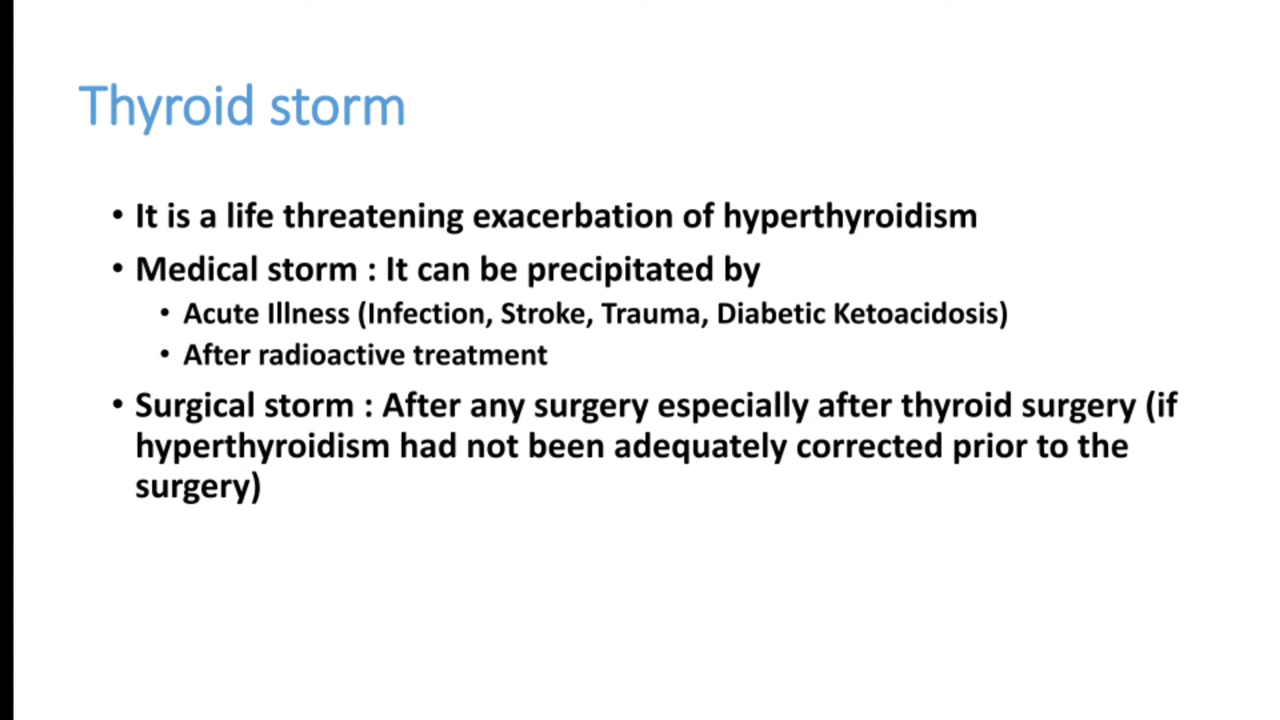 Thyroid storm
• It is a life threatening exacerbation of hyperthyroidism
• Medical storm : It can be precipitated by
• Acute Illness (Infection, Stroke, Trauma, Diabetic Ketoacidosis)
• After radioactive treatment
• Surgical storm : After any surgery especially after thyroid surgery (if
hyperthyroidism had not been adequately corrected prior to the
surgery)